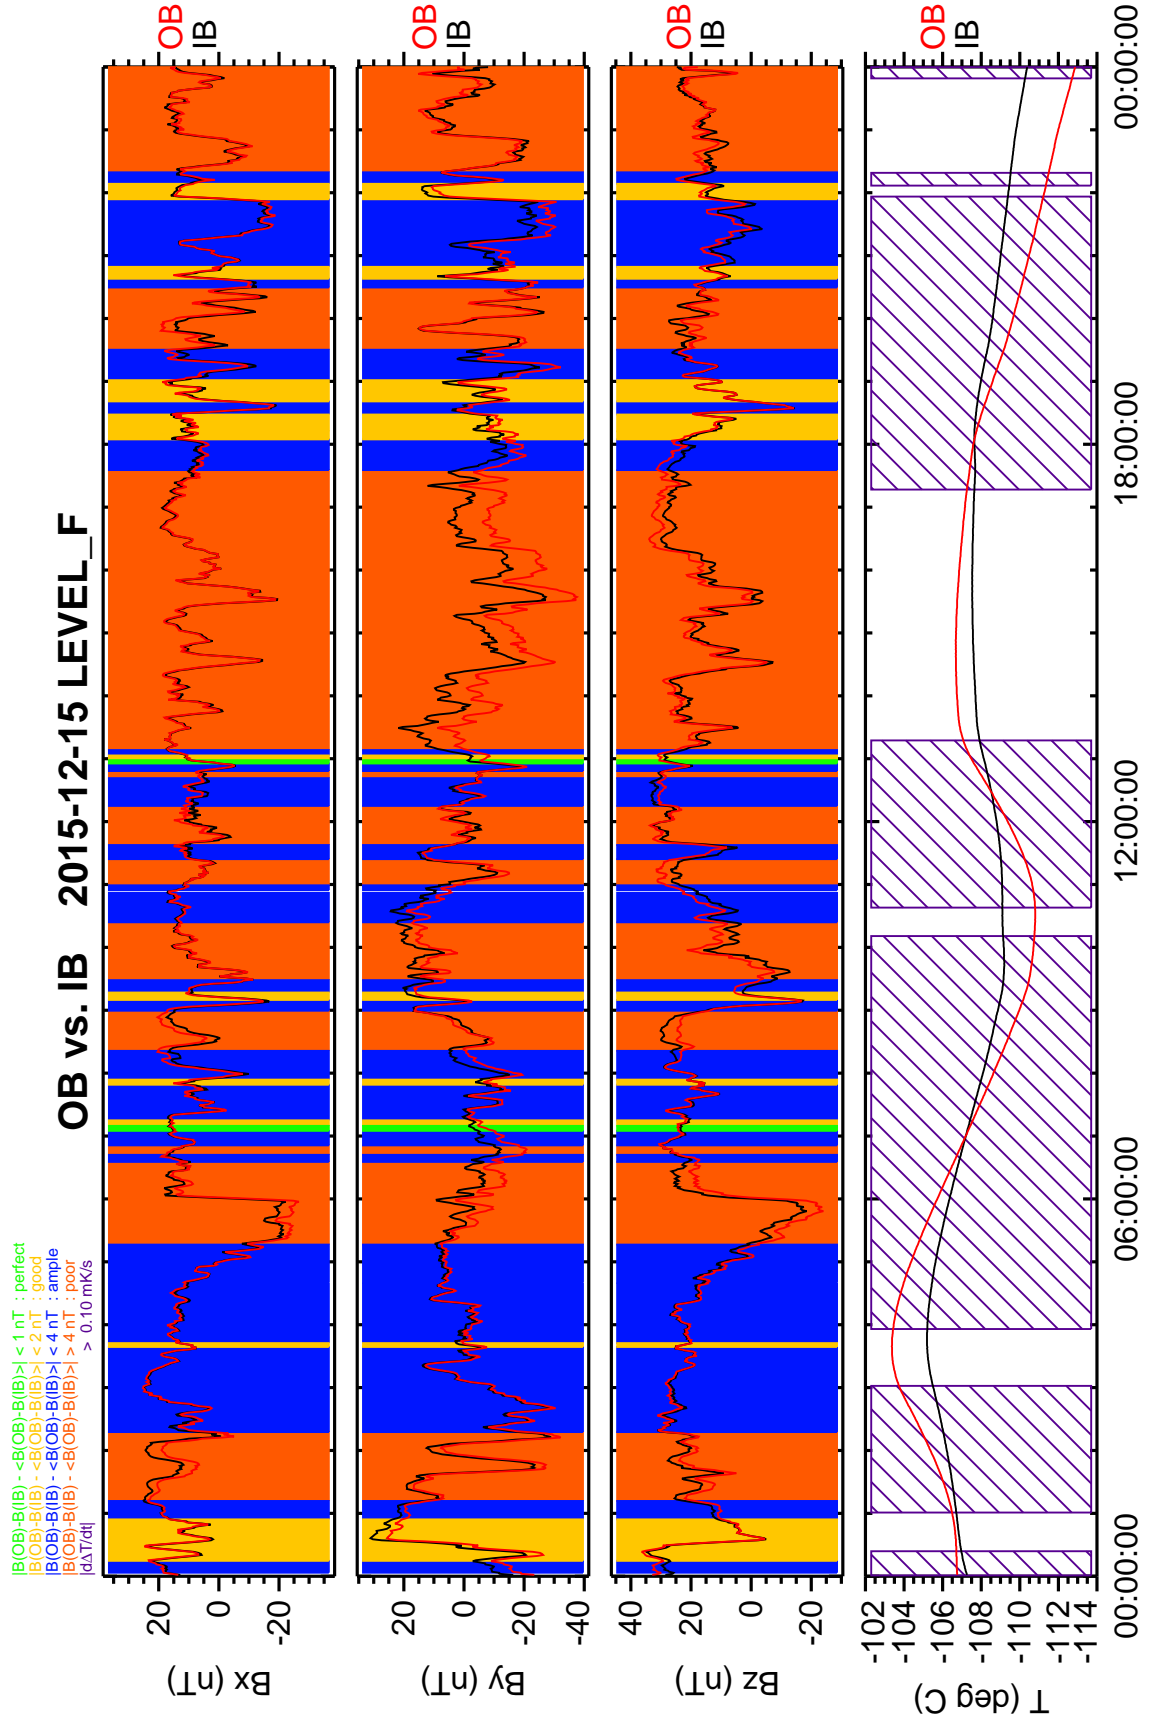 OB vs. IB 2015-12-15 LEVEL_F
|B(OB)-B(IB) - <B(OB)-B(IB)>| < 1 nT : perfect
|B(OB)-B(IB) - <B(OB)-B(IB)>| < 2 nT : good
|B(OB)-B(IB) - <B(OB)-B(IB)>| < 4 nT : ample
|B(OB)-B(IB) - <B(OB)-B(IB)>| > 4 nT : poor
|dΔT/dt| > 0.10 mK/s
Bx (nT)
20
0
-20
OB
IB
By (nT)
20
0
-20
-40
OB
IB
Bz (nT)
40
20
0
-20
OB
IB
T (deg C)
-102
-104
-106
-108
-110
-112
-114
OB
IB
00:00:00
06:00:00
12:00:00
18:00:00
00:00:00